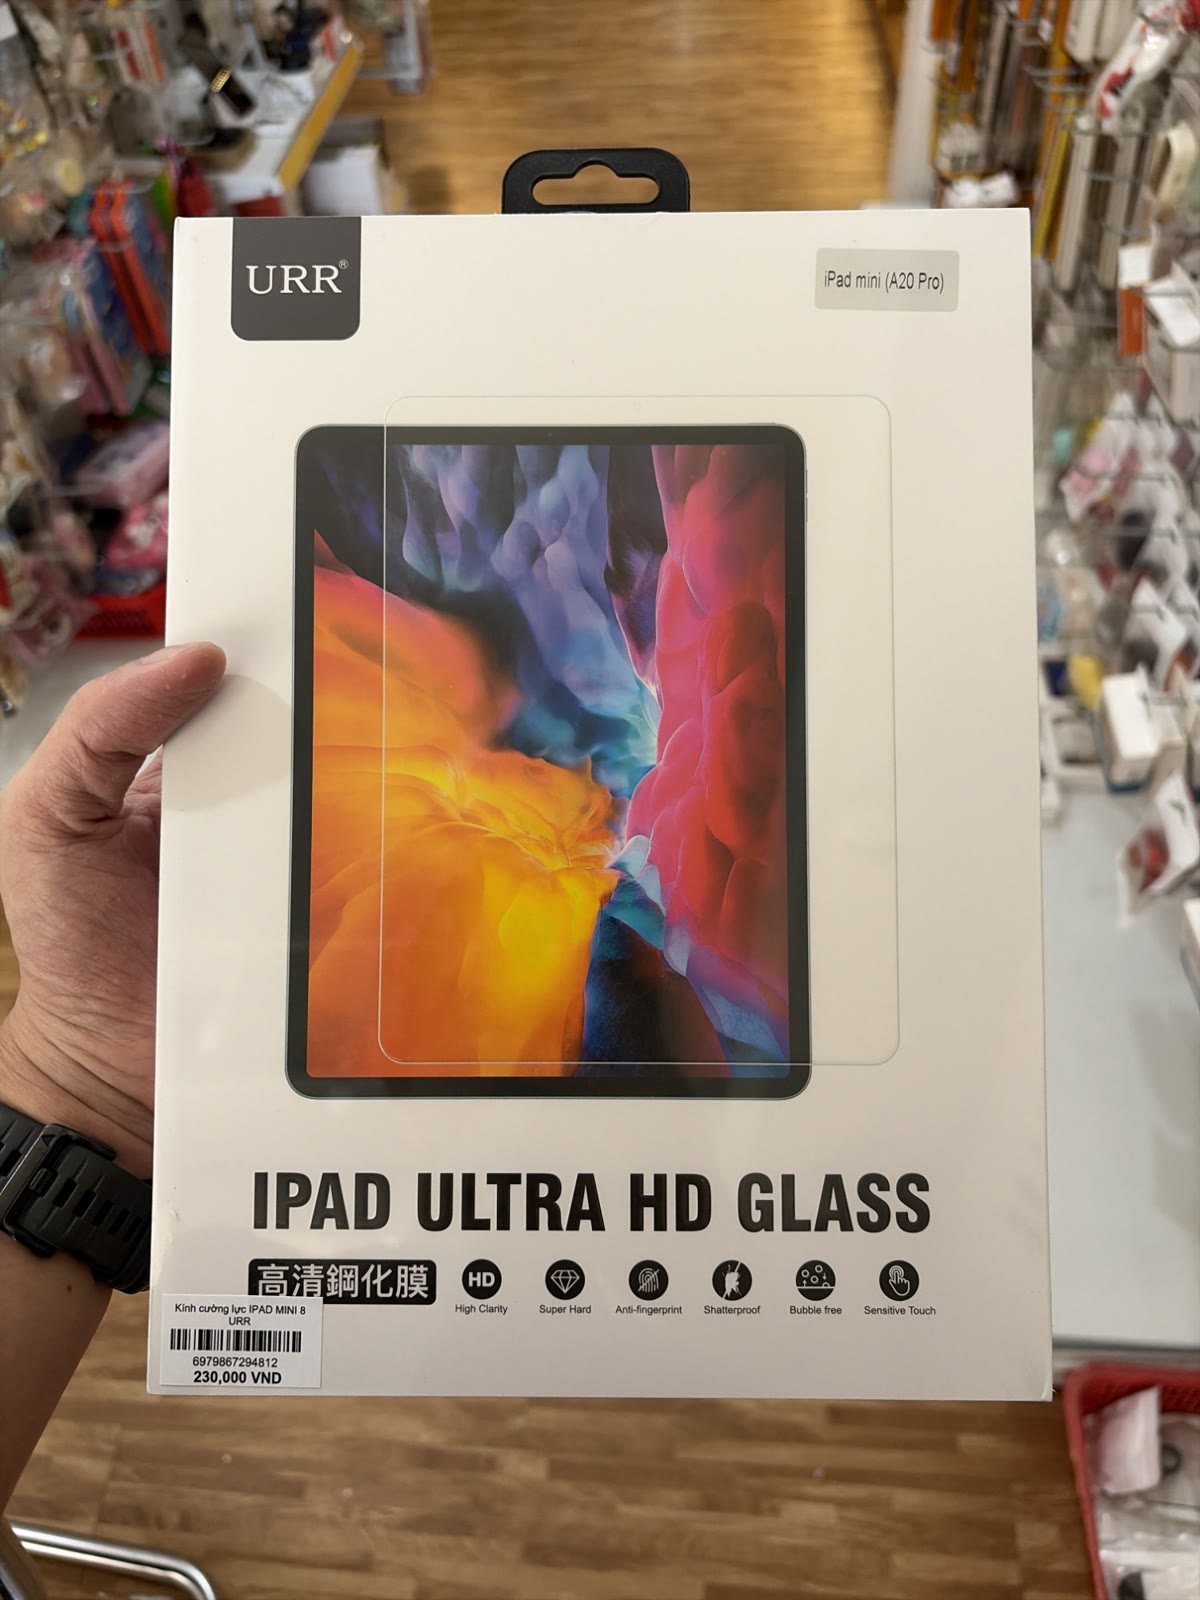 URR®
iPad mini (A20 Pro)
IPAD ULTRA HD GLASS
高清鋼化膜
HD
High Clarity
Super Hard
Anti-fingerprint
Shatterproof
Bubble free
Sensitive Touch
Kính cường lực IPAD MINI 8
URR
6979867294812
230,000 VND